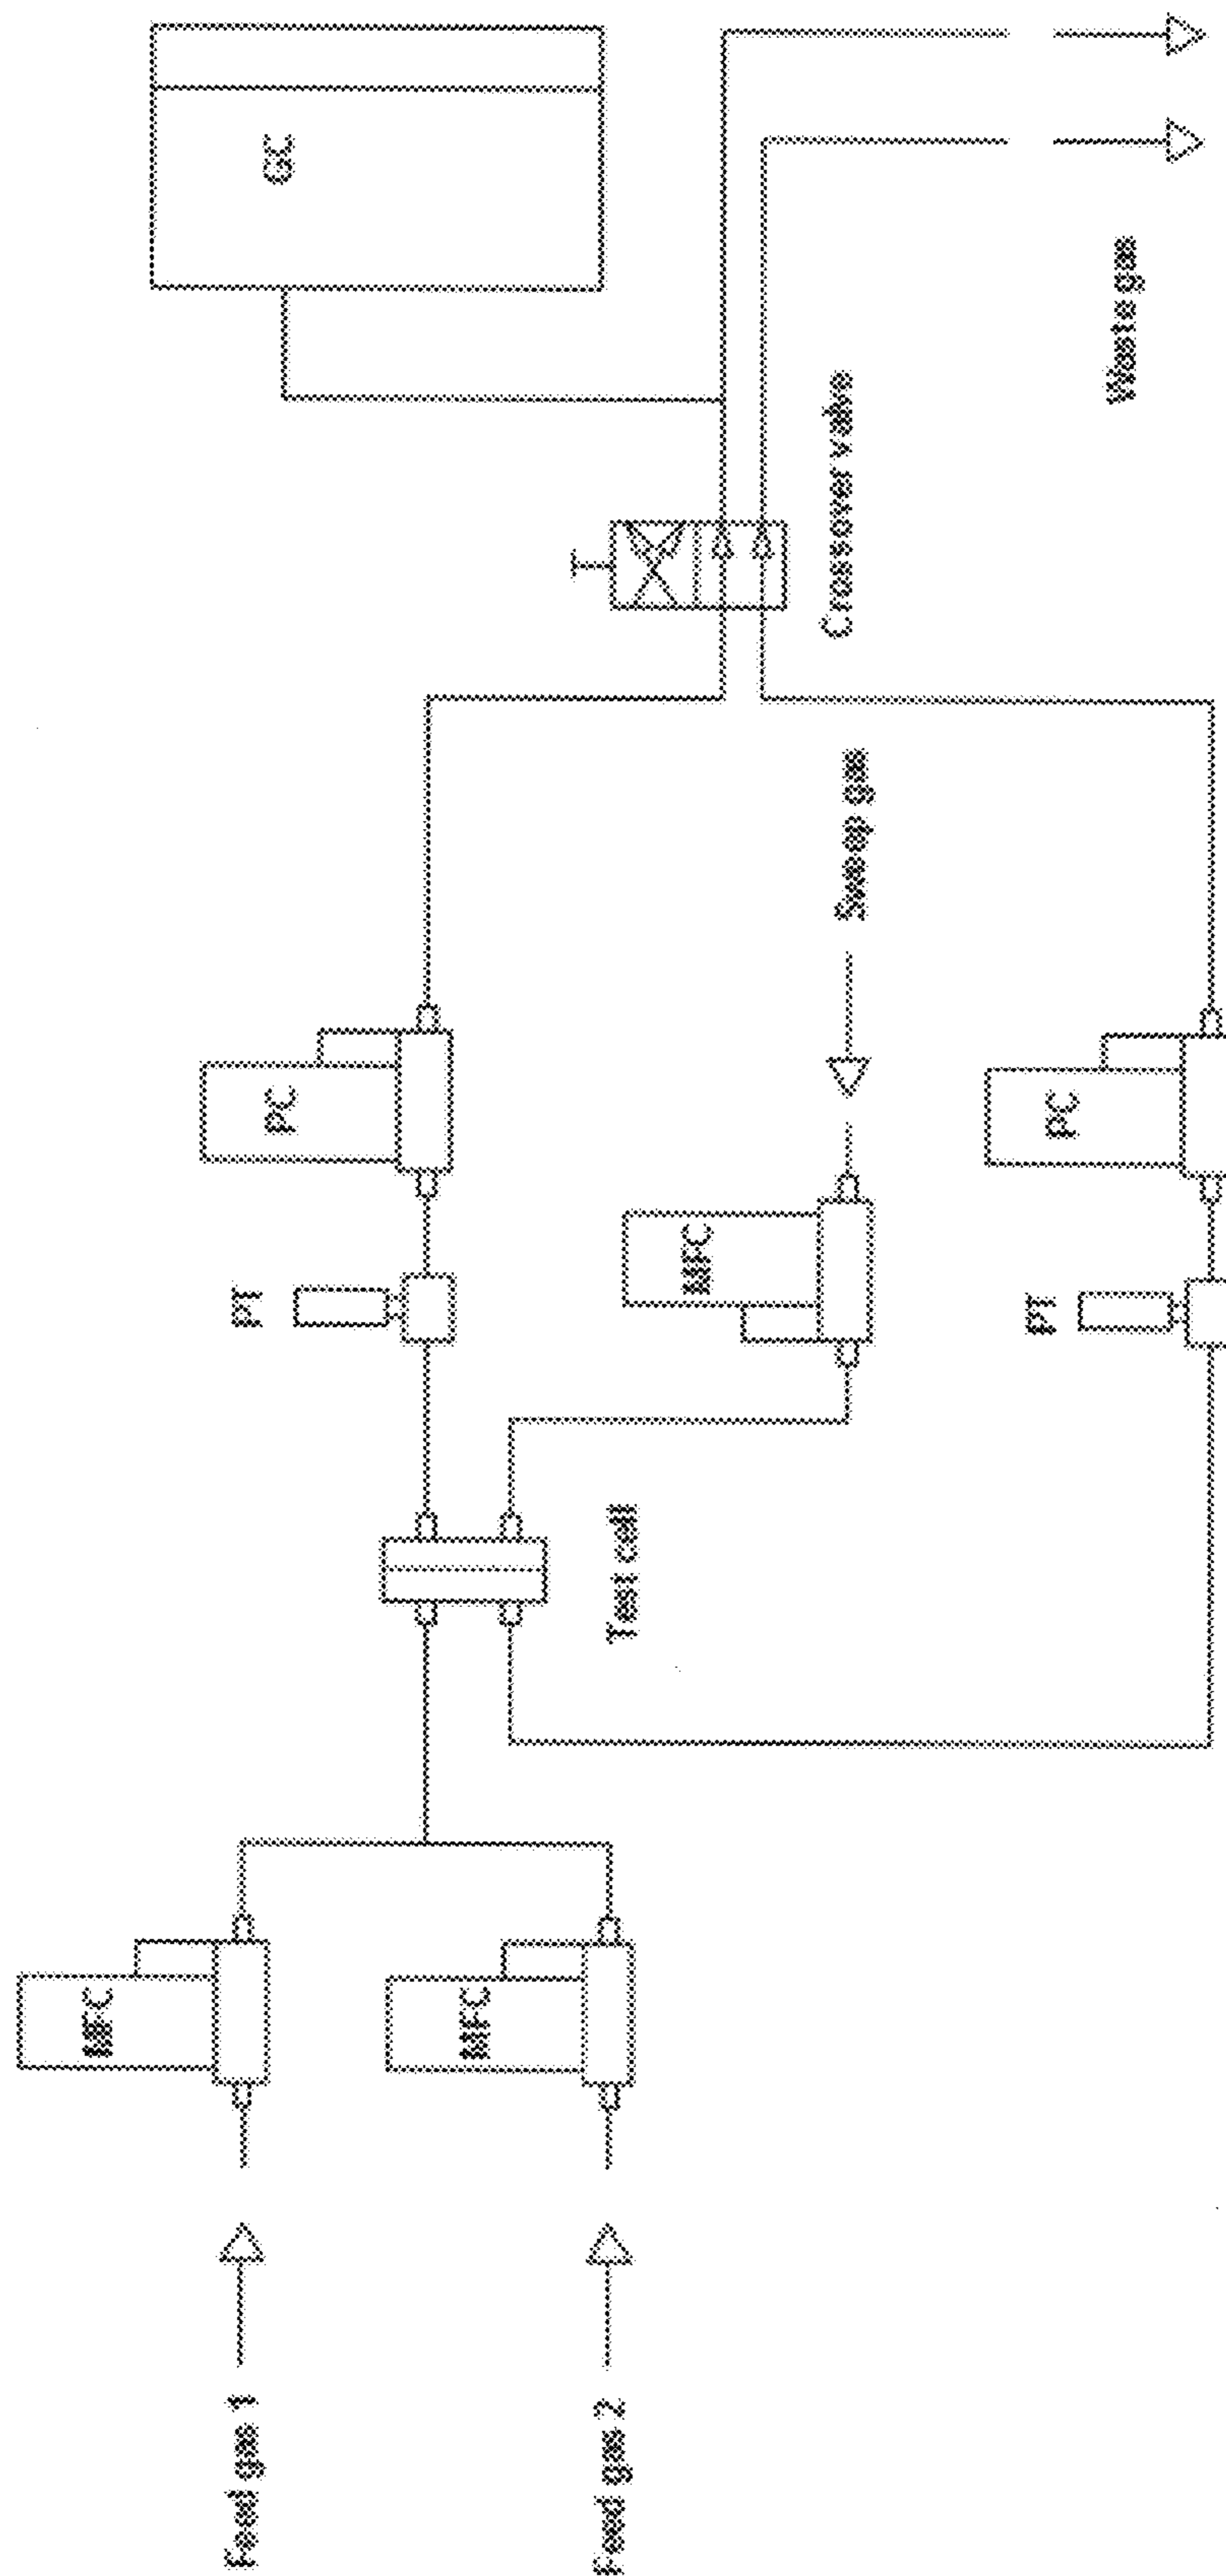 Feed gas 1
Feed gas 2
MFC
MFC
Test cell
PT
PC
MFC
Sweep gas
PT
PC
Crossover valve
GC
Waste gas